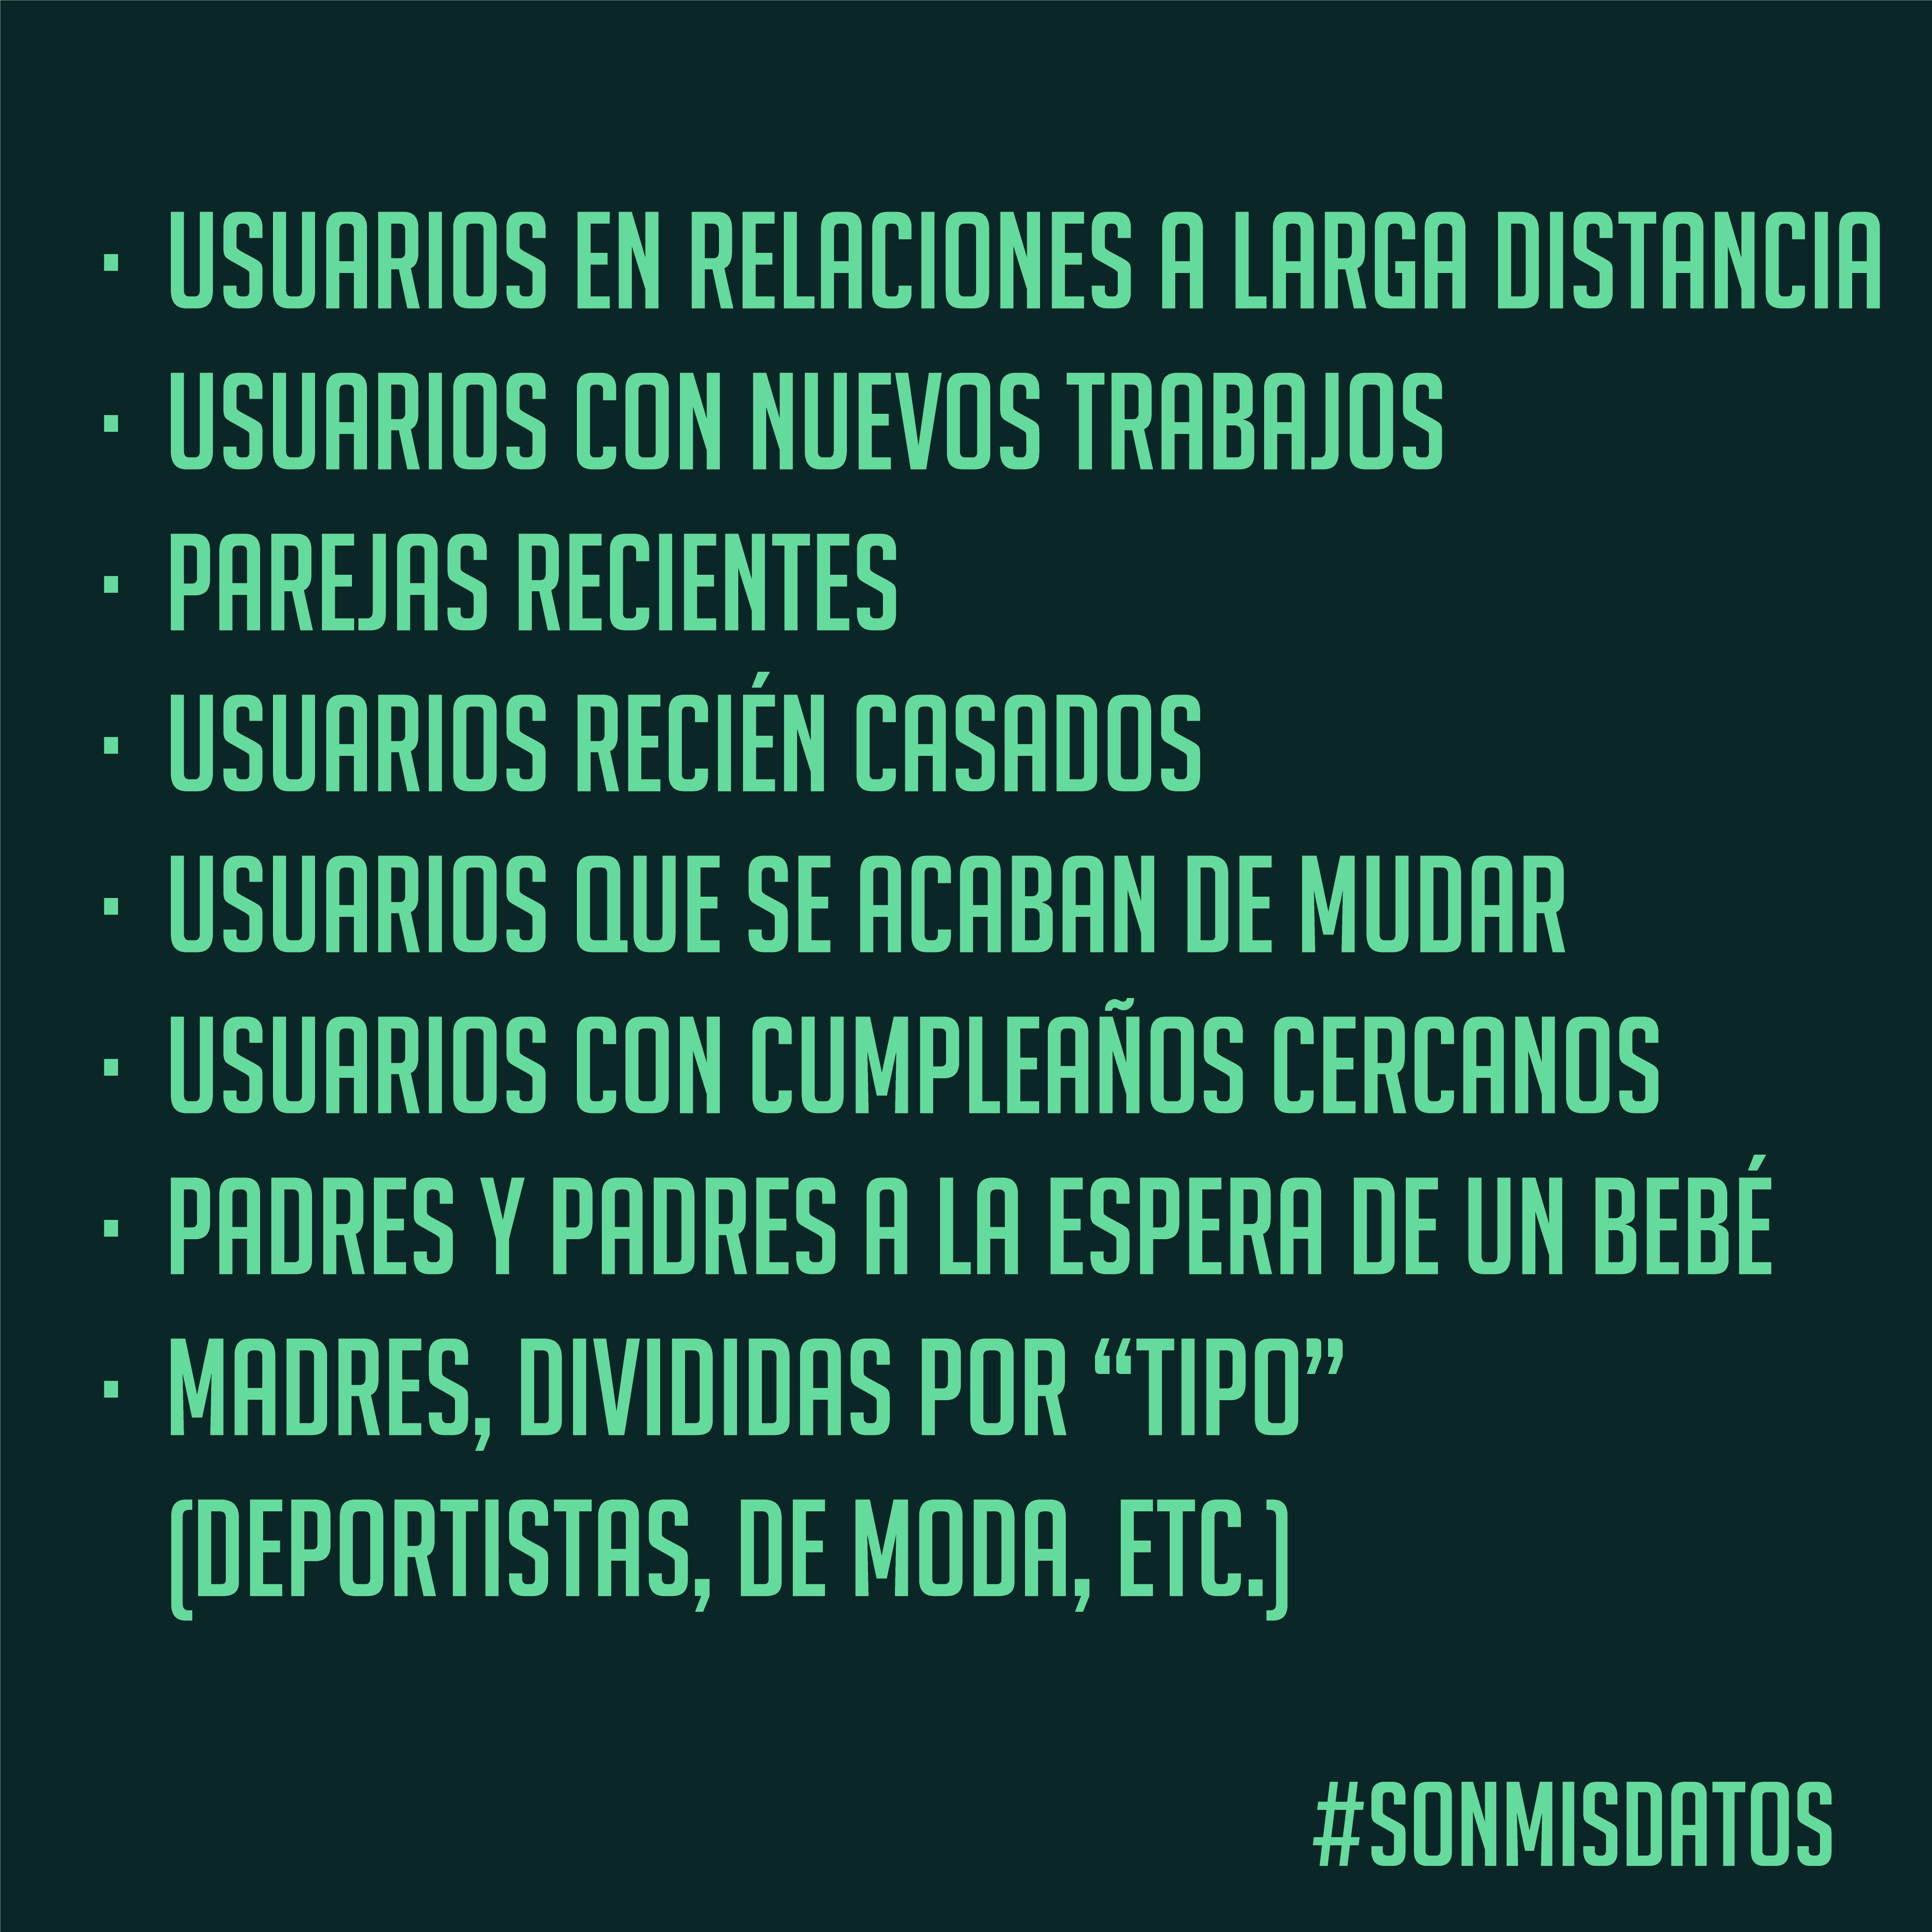 · USUARIOS EN RELACIONES A LARGA DISTANCIA
· USUARIOS CON NUEVOS TRABAJOS
· PAREJAS RECIENTES
· USUARIOS RECIÉN CASADOS
· USUARIOS QUE SE ACABAN DE MUDAR
· USUARIOS CON CUMPLEAÑOS CERCANOS
· PADRES Y PADRES A LA ESPERA DE UN BEBÉ
· MADRES, DIVIDIDAS POR “TIPO”
(DEPORTISTAS, DE MODA, ETC.)
#SONMISDATOS